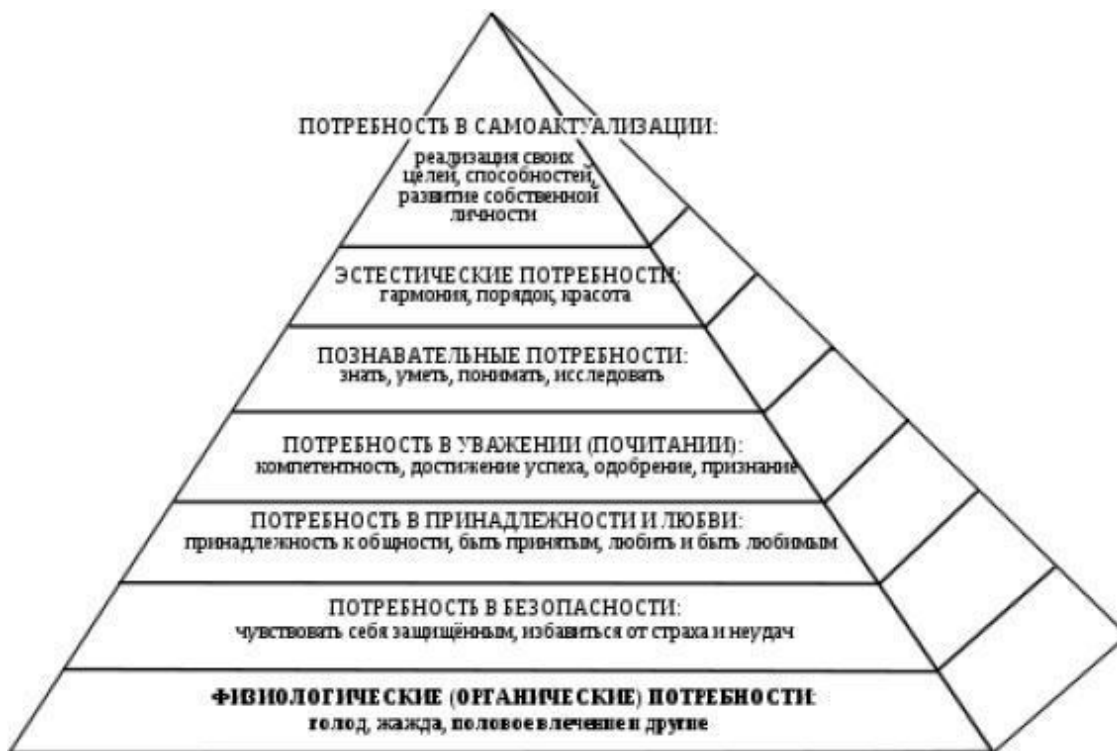 ПОТРЕБНОСТЬ В САМОАКТУАЛИЗАЦИИ:
реализация своих
целей, способностей,
развитие собственной
личности
ЭСТЕСТИЧЕСКИЕ ПОТРЕБНОСТИ:
гармония, порядок, красота
ПОЗНАВАТЕЛЬНЫЕ ПОТРЕБНОСТИ:
знать, уметь, понимать, исследовать
ПОТРЕБНОСТЬ В УВАЖЕНИИ (ПОЧИТАНИИ):
компетентность, достижение успеха, одобрение, признание
ПОТРЕБНОСТЬ В ПРИНАДЛЕЖНОСТИ И ЛЮБВИ:
принадлежность к общности, быть принятым, любить и быть любимым
ПОТРЕБНОСТЬ В БЕЗОПАСНОСТИ:
чувствовать себя защищённым, избавиться от страха и неудач
ФИЗИОЛОГИЧЕСКИЕ (ОРГАНИЧЕСКИЕ) ПОТРЕБНОСТИ:
голод, жажда, половое влечение и другие